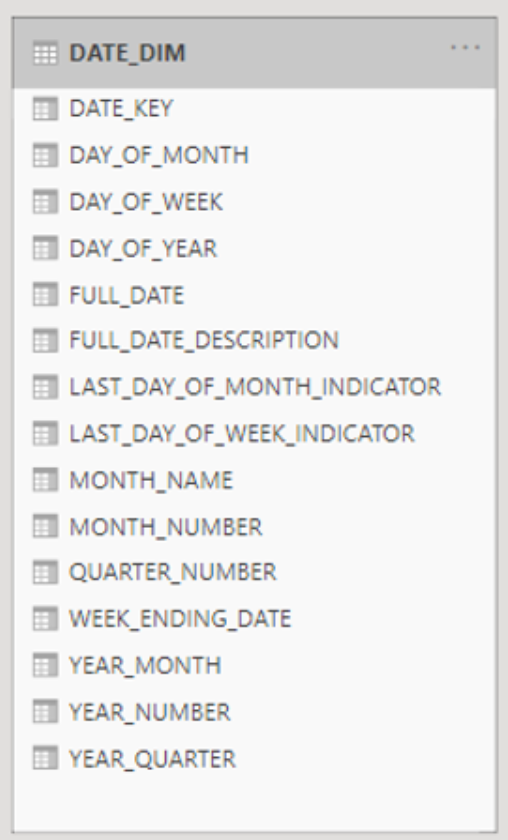 DATE_DIM
DATE_KEY
DAY_OF_MONTH
DAY_OF_WEEK
DAY_OF_YEAR
FULL_DATE
FULL_DATE_DESCRIPTION
LAST_DAY_OF_MONTH_INDICATOR
LAST_DAY_OF_WEEK_INDICATOR
MONTH_NAME
MONTH_NUMBER
QUARTER_NUMBER
WEEK_ENDING_DATE
YEAR_MONTH
YEAR_NUMBER
YEAR_QUARTER